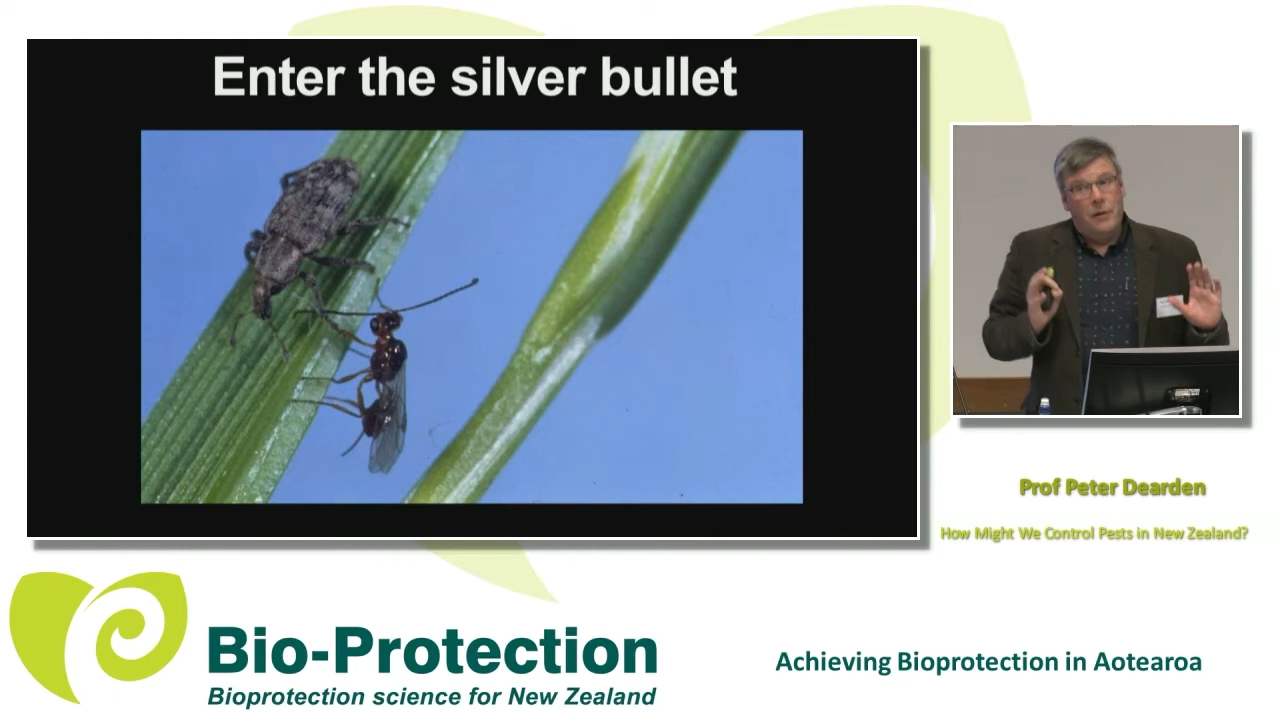 Enter the silver bullet
Prof Peter Dearden
How Might We Control Pests in New Zealand?
Bio-Protection
Bioprotection science for New Zealand
Achieving Bioprotection in Aotearoa